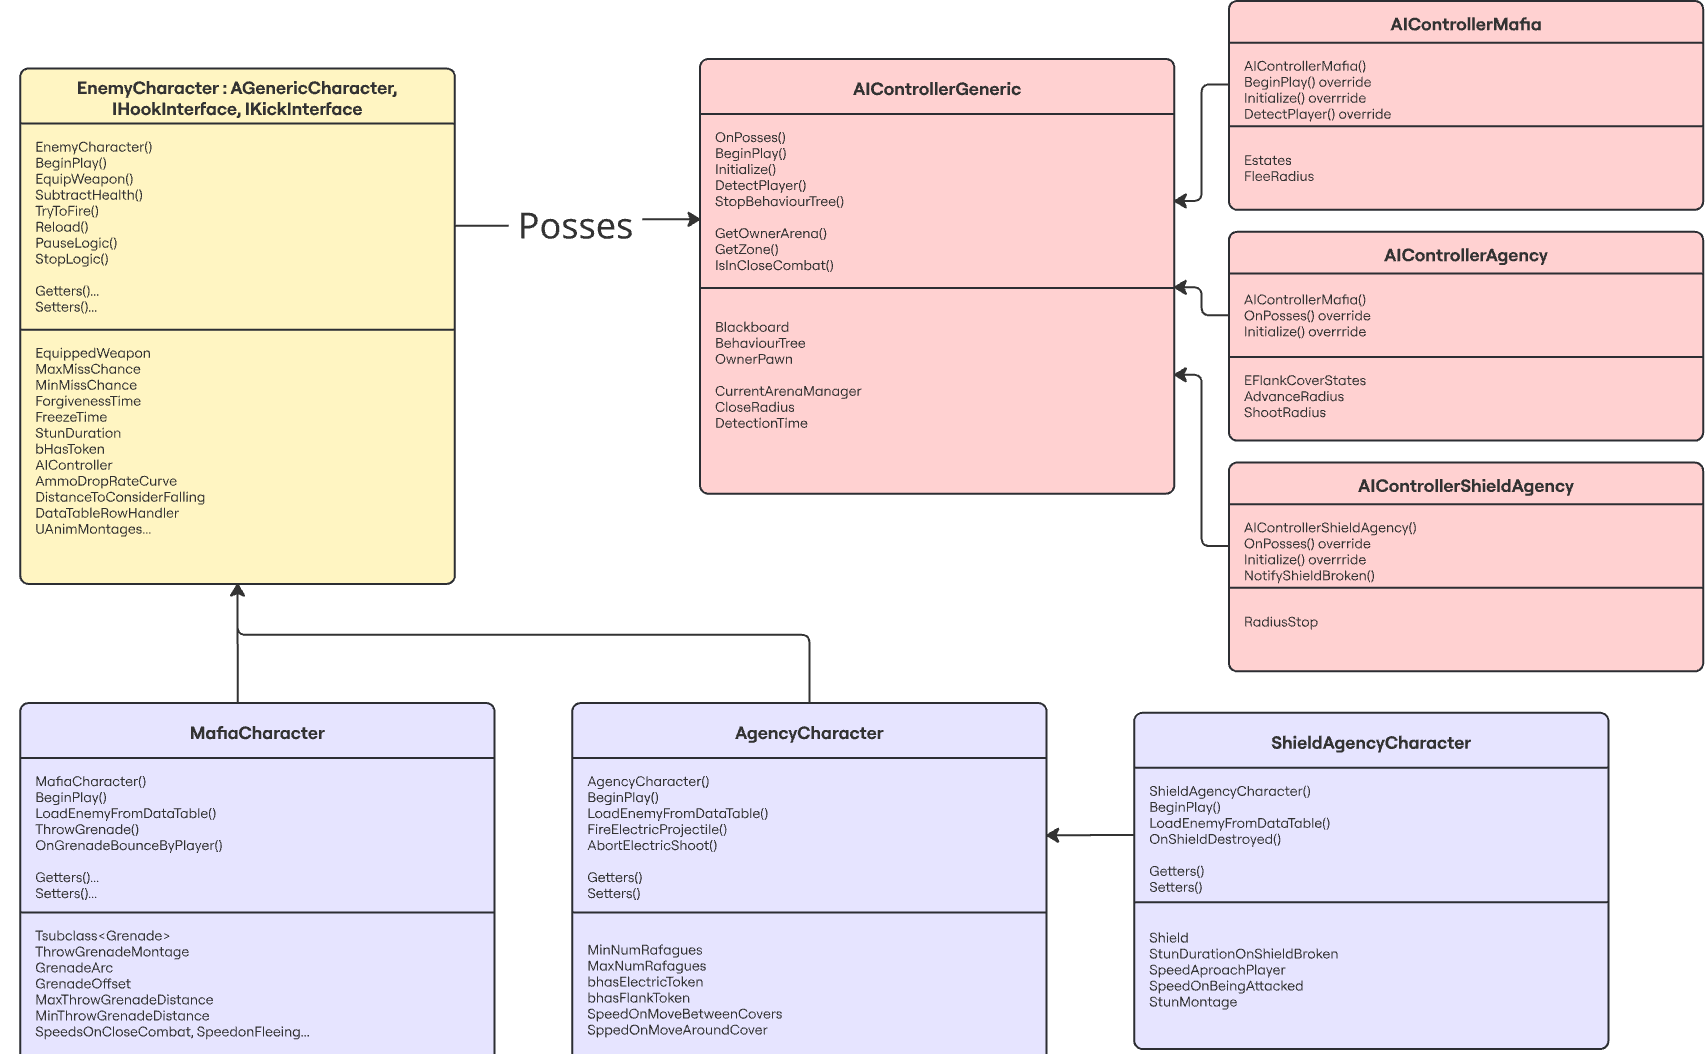 EnemyCharacter : AGenericCharacter,
IHookInterface, IKickInterface
EnemyCharacter()
BeginPlay()
EquipWeapon()
SubtractHealth()
TryToFire()
Reload()
PauseLogic()
StopLogic()
Getters()...
Setters()...
EquippedWeapon
MaxMissChance
MinMissChance
ForgivenessTime
FreezeTime
StunDuration
bHasToken
AIController
AmmoDropRateCurve
DistanceToConsiderFalling
DataTableRowHandler
UAnimMontages...
Posses
AIControllerGeneric
OnPosses()
BeginPlay()
Initialize()
DetectPlayer()
StopBehaviourTree()
GetOwnerArena()
GetZone()
IsInCloseCombat()
Blackboard
BehaviourTree
OwnerPawn
CurrentArenaManager
CloseRadius
DetectionTime
AIControllerMafia
AIControllerMafia()
BeginPlay() override
Initialize() overrride
DetectPlayer() override
Estates
FleeRadius
AIControllerAgency
AIControllerMafia()
OnPosses() override
Initialize() overrride
EFlankCoverStates
AdvanceRadius
ShootRadius
AIControllerShieldAgency
AIControllerShieldAgency()
OnPosses() override
Initialize() overrride
NotifyShieldBroken()
RadiusStop
MafiaCharacter
MafiaCharacter()
BeginPlay()
LoadEnemyFromDataTable()
ThrowGrenade()
OnGrenadeBounceByPlayer()
Getters()...
Setters()...
Tsubclass<Grenade>
ThrowGrenadeMontage
GrenadeArc
GrenadeOffset
MaxThrowGrenadeDistance
MinThrowGrenadeDistance
SpeedsOnCloseCombat, SpeedonFleeing...
AgencyCharacter
AgencyCharacter()
BeginPlay()
LoadEnemyFromDataTable()
FireElectricProjectile()
AbortElectricShoot()
Getters()
Setters()
MinNumRafagues
MaxNumRafagues
bhasElectricToken
bhasFlankToken
SpeedOnMoveBetweenCovers
SppedOnMoveAroundCover
ShieldAgencyCharacter
ShieldAgencyCharacter()
BeginPlay()
LoadEnemyFromDataTable()
OnShieldDestroyed()
Getters()
Setters()
Shield
StunDurationOnShieldBroken
SpeedAproachPlayer
SpeedOnBeingAttacked
StunMontage